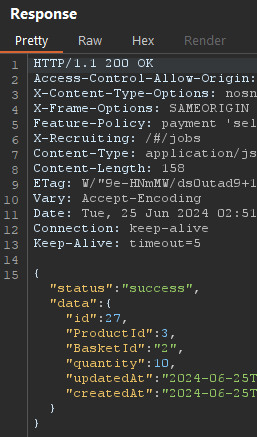 Response
Pretty Raw Hex Render
1 HTTP/1.1 200 OK
2 Access-Control-Allow-Origin:
3 X-Content-Type-Options: nosn
4 X-Frame-Options: SAMEORIGIN
5 Feature-Policy: payment 'sel
6 X-Recruiting: /#/jobs
7 Content-Type: application/js
8 Content-Length: 158
9 ETag: W/"9e-HNmMW/dsOutad9+1
10 Vary: Accept-Encoding
11 Date: Tue, 25 Jun 2024 02:51
12 Connection: keep-alive
13 Keep-Alive: timeout=5
14
15 {
"status":"success",
"data":{
"id":27,
"ProductId":3,
"BasketId":"2",
"quantity":10,
"updatedAt":"2024-06-25T
"createdAt":"2024-06-25T
}
}